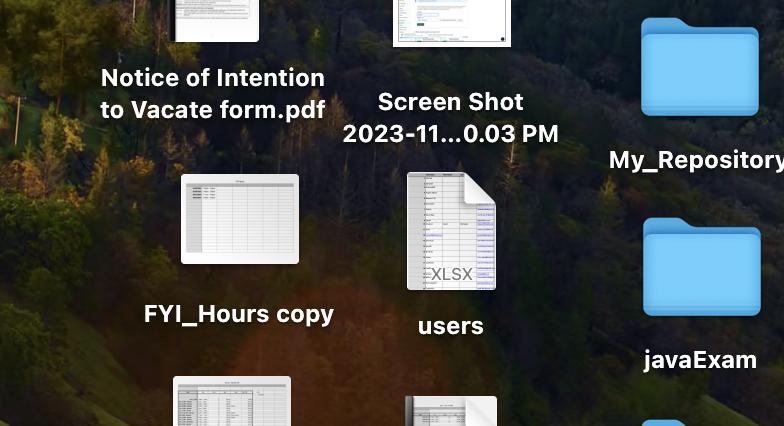 Notice of Intention
to Vacate form.pdf
Screen Shot
2023-11...0.03 PM
My_Repository
FYI_Hours copy
XLSX
users
javaExam